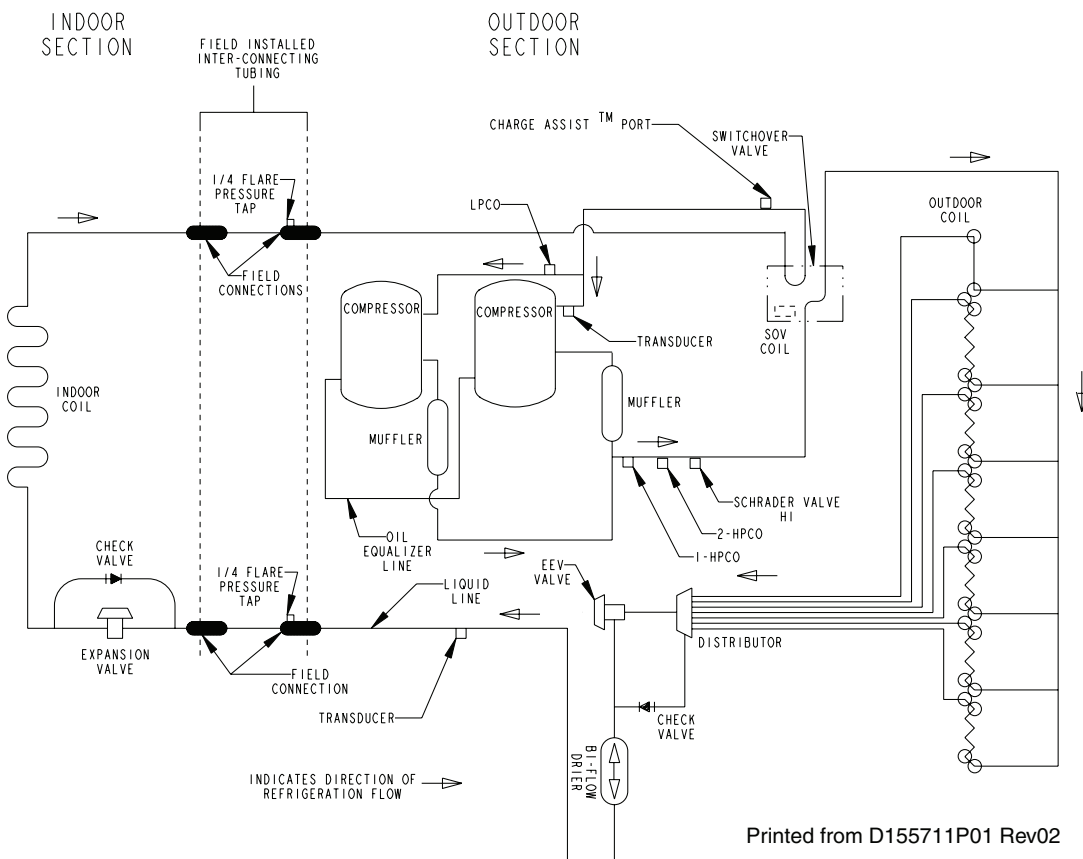 INDOOR
SECTION
OUTDOOR
SECTION
FIELD INSTALLED
INTER-CONNECTING
TUBING
CHARGE ASSIST TM PORT
SWITCHOVER
VALVE
1/4 FLARE
PRESSURE
TAP
LPCO
OUTDOOR
COIL
FIELD
CONNECTIONS
COMPRESSOR
COMPRESSOR
TRANSDUCER
SOV
COIL
INDOOR
COIL
MUFFLER
MUFFLER
SCHRADER VALVE
HI
2-HPCO
1-HPCO
OIL
EQUALIZER
LINE
CHECK
VALVE
1/4 FLARE
PRESSURE
TAP
LIQUID
LINE
EEV
VALVE
DISTRIBUTOR
EXPANSION
VALVE
FIELD
CONNECTION
TRANSDUCER
CHECK
VALVE
BI-FLOW
DRIER
INDICATES DIRECTION OF
REFRIGERATION FLOW
Printed from D155711P01 Rev02